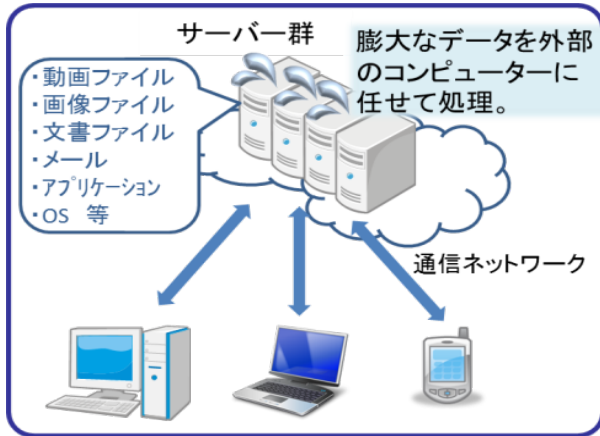 サーバー群
膨大なデータを外部
のコンピューターに
任せて処理。
・動画ファイル
・画像ファイル
・文書ファイル
・メール
・アプリケーション
・OS 等
通信ネットワーク